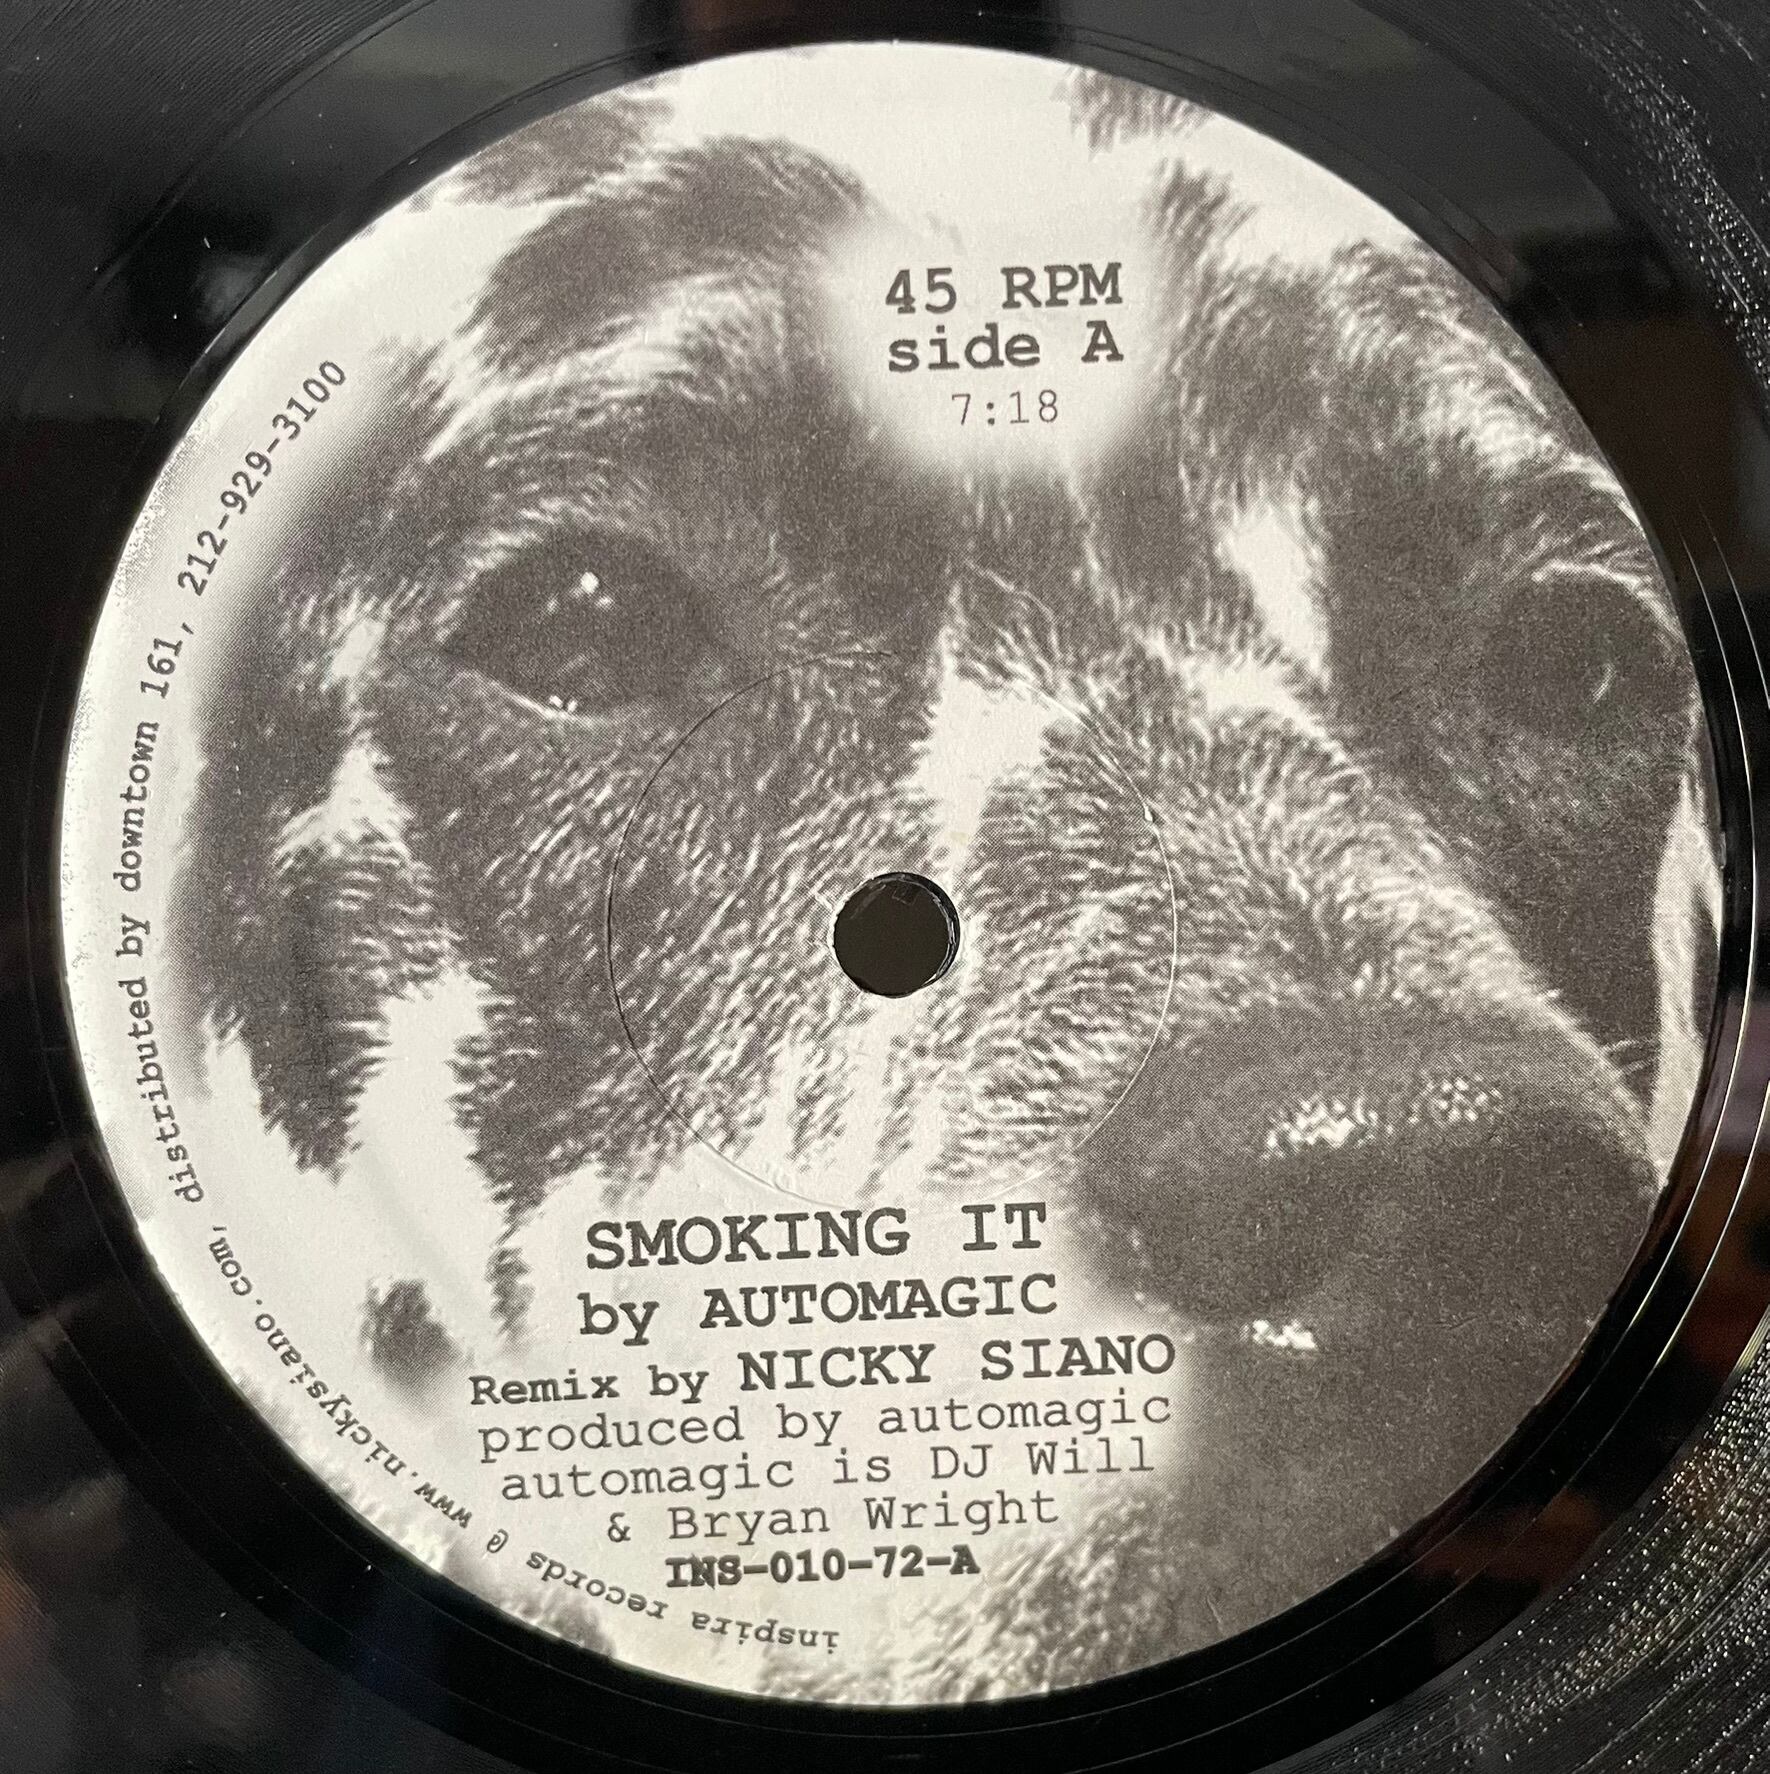 45 RPM
side A
7:18
SMOKING IT
by AUTOMAGIC
Remix by NICKY SIANO
produced by automagic
automagic is DJ Will
& Bryan Wright
INS-010-72-A
inspira records @ www.nickysiano.com, distributed by downtown 161, 212-929-3100